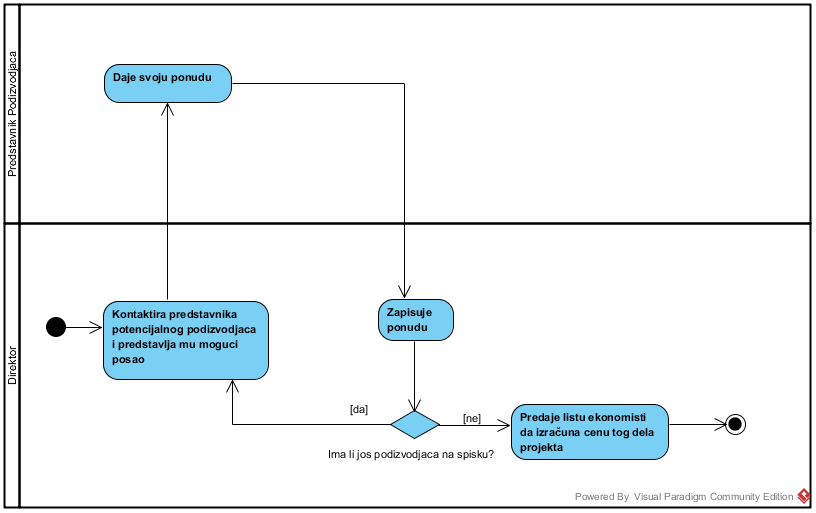 Predstavnik Podizvodjaca
Daje svoju ponudu
Direktor
Kontaktira predstavnika
potencijalnog podizvodjaca
i predstavlja mu moguci
posao
Zapisuje
ponudu
[da]
[ne]
Ima li jos podizvodjaca na spisku?
Predaje listu ekonomisti
da izračuna cenu tog dela
projekta
Powered By Visual Paradigm Community Edition